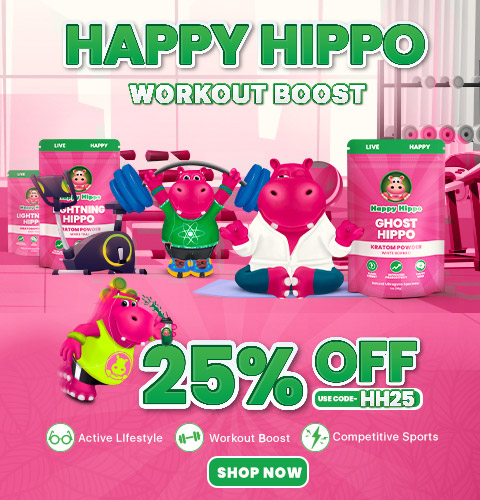 HAPPY HIPPO
WORKOUT BOOST
LIVE
HAPPY
Happy Hippo
LIGHTNING
HIPPO
KRATOM POWDER
LIVE
LIVE
HAPPY
Happy Hippo
GHOST
HIPPO
KRATOM POWDER
25% OFF
USE CODE- HH25
Active Lifestyle
Workout Boost
Competitive Sports
SHOP NOW